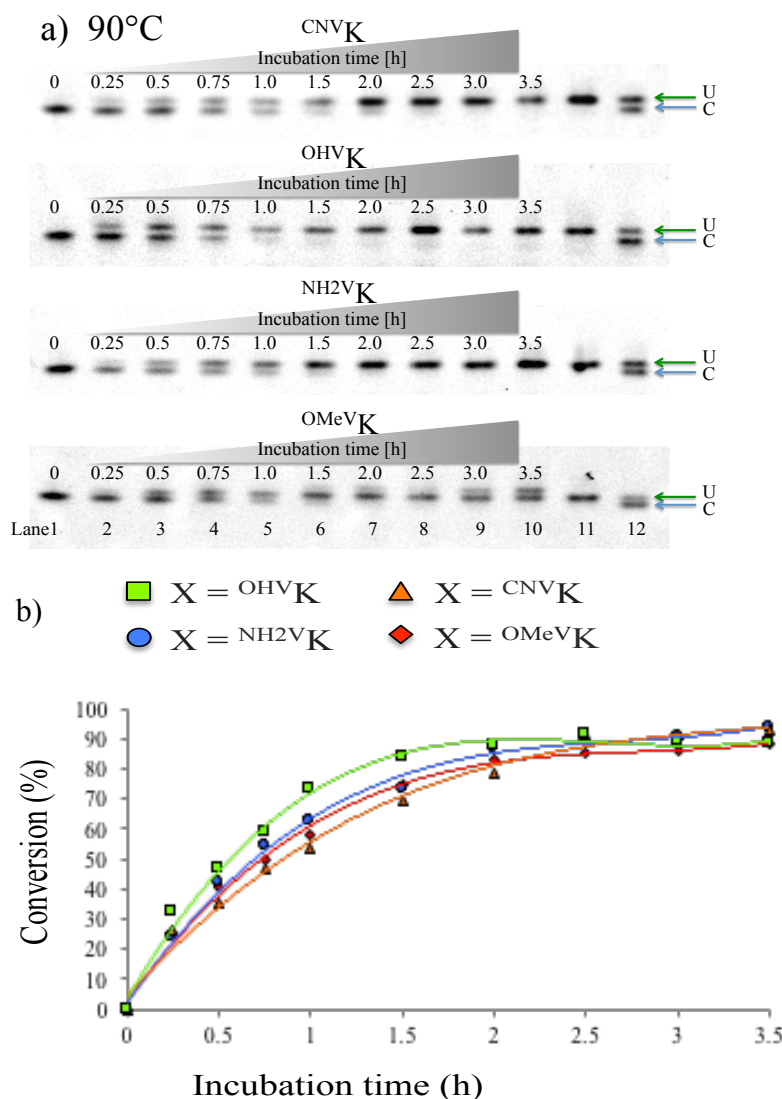 a) 90°C
CNVK
Incubation time [h]
0 0.25 0.5 0.75 1.0 1.5 2.0 2.5 3.0 3.5
U
C
OHVK
Incubation time [h]
0 0.25 0.5 0.75 1.0 1.5 2.0 2.5 3.0 3.5
U
C
NH2VK
Incubation time [h]
0 0.25 0.5 0.75 1.0 1.5 2.0 2.5 3.0 3.5
U
C
OMeVK
Incubation time [h]
0 0.25 0.5 0.75 1.0 1.5 2.0 2.5 3.0 3.5
U
C
Lane1 2 3 4 5 6 7 8 9 10 11 12
b)
X = OHVK X = CNVK
X = NH2VK X = OMeVK
Conversion (%)
100
90
80
70
60
50
40
30
20
10
0
0 0.5 1 1.5 2 2.5 3 3.5
Incubation time (h)